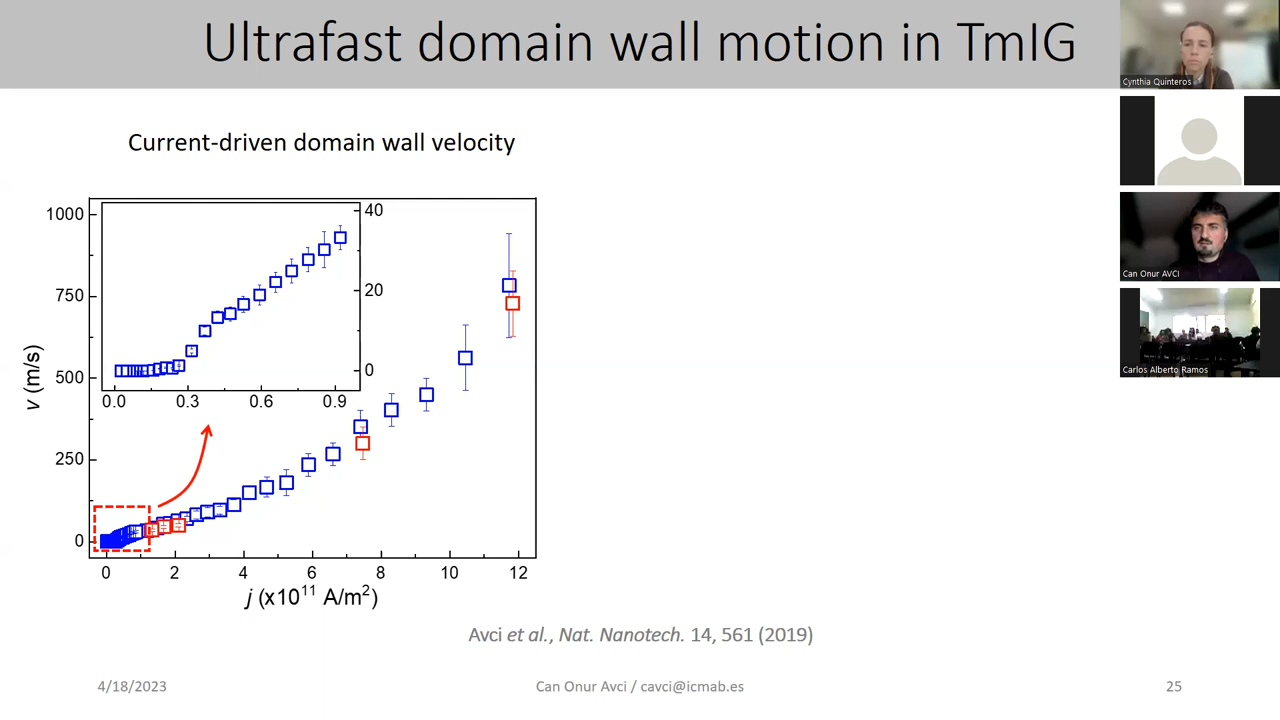 Ultrafast domain wall motion in TmIG
Current-driven domain wall velocity
1000
750
500
250
0
v (m/s)
40
20
0
0.0 0.3 0.6 0.9
0 2 4 6 8 10 12
j (x10¹¹ A/m²)
Avci et al., Nat. Nanotech. 14, 561 (2019)
4/18/2023
Can Onur Avci / cavci@icmab.es
25
Cynthia Quinteros
Can Onur AVCI
Carlos Alberto Ramos